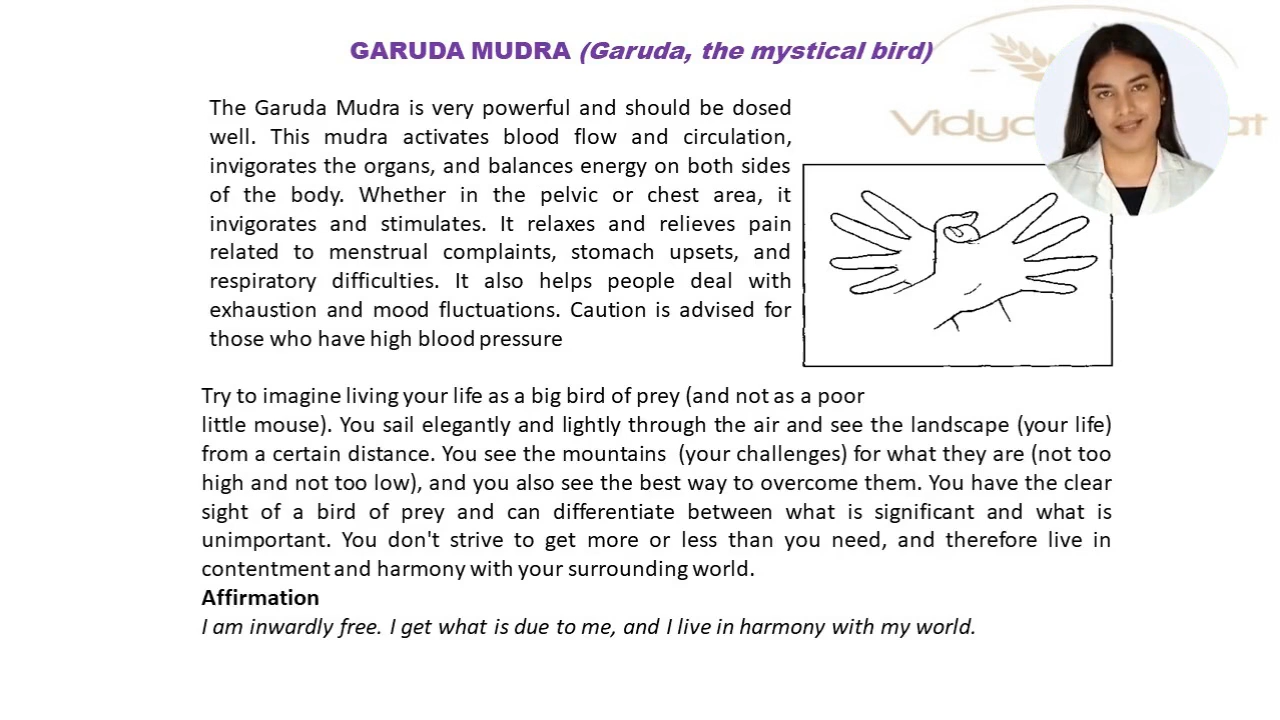 GARUDA MUDRA (Garuda, the mystical bird)
The Garuda Mudra is very powerful and should be dosed
well. This mudra activates blood flow and circulation,
invigorates the organs, and balances energy on both sides
of the body. Whether in the pelvic or chest area, it
invigorates and stimulates. It relaxes and relieves pain
related to menstrual complaints, stomach upsets, and
respiratory difficulties. It also helps people deal with
exhaustion and mood fluctuations. Caution is advised for
those who have high blood pressure
Try to imagine living your life as a big bird of prey (and not as a poor
little mouse). You sail elegantly and lightly through the air and see the landscape (your life)
from a certain distance. You see the mountains (your challenges) for what they are (not too
high and not too low), and you also see the best way to overcome them. You have the clear
sight of a bird of prey and can differentiate between what is significant and what is
unimportant. You don't strive to get more or less than you need, and therefore live in
contentment and harmony with your surrounding world.
Affirmation
I am inwardly free. I get what is due to me, and I live in harmony with my world.